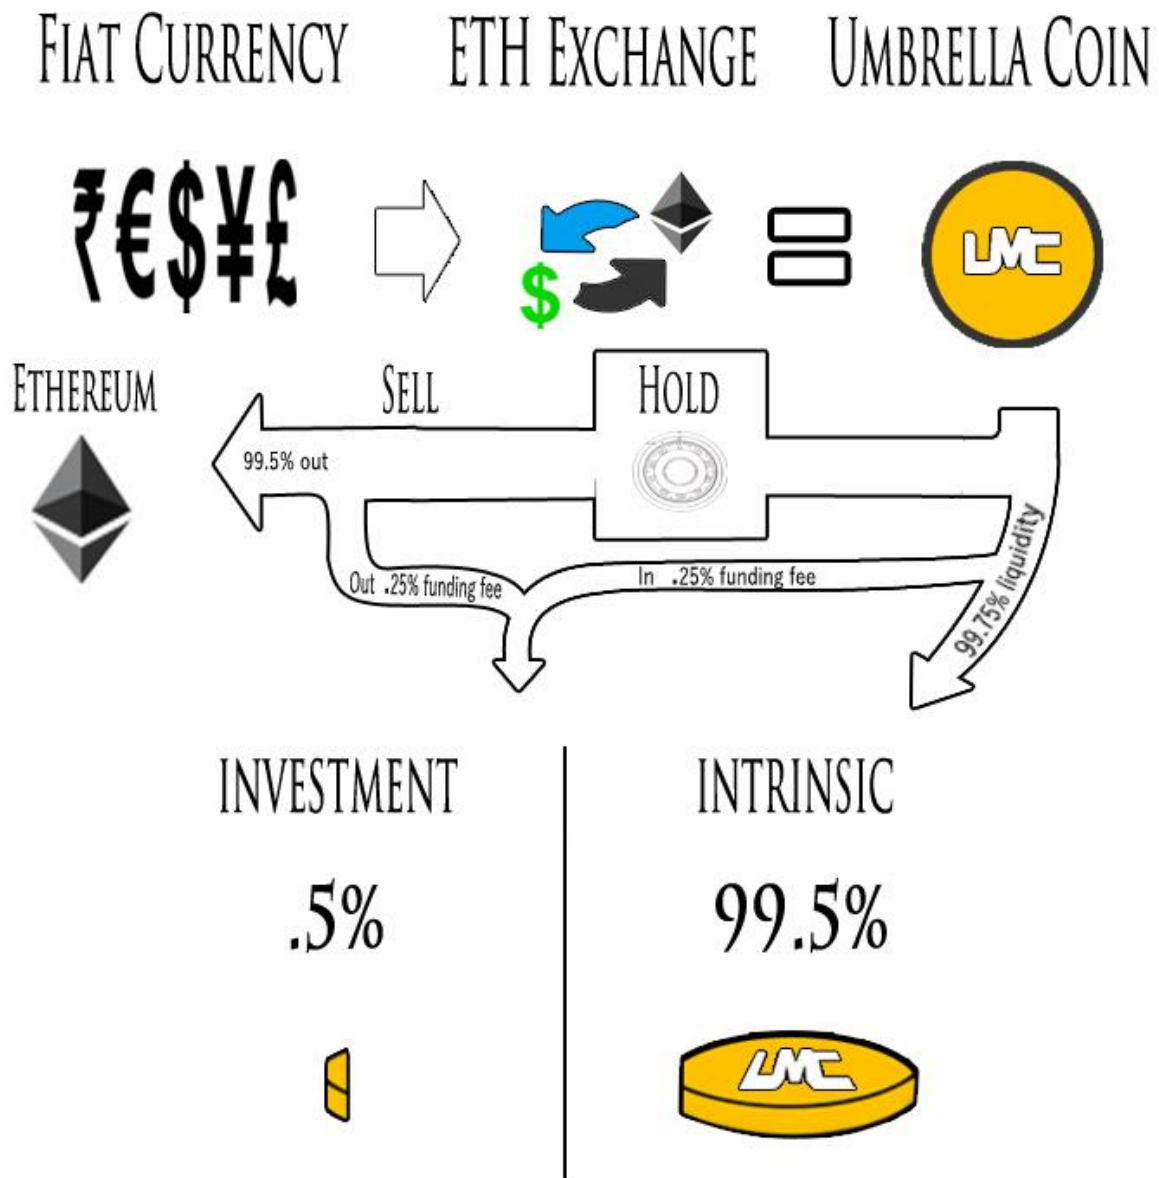 FIAT CURRENCY
ETH EXCHANGE
UMBRELLA COIN
₹€$¥£
$
UMC
ETHEREUM
SELL
HOLD
99.5% out
99.75% liquidity
Out .25% funding fee
In .25% funding fee
INVESTMENT
INTRINSIC
.5%
99.5%
UMC